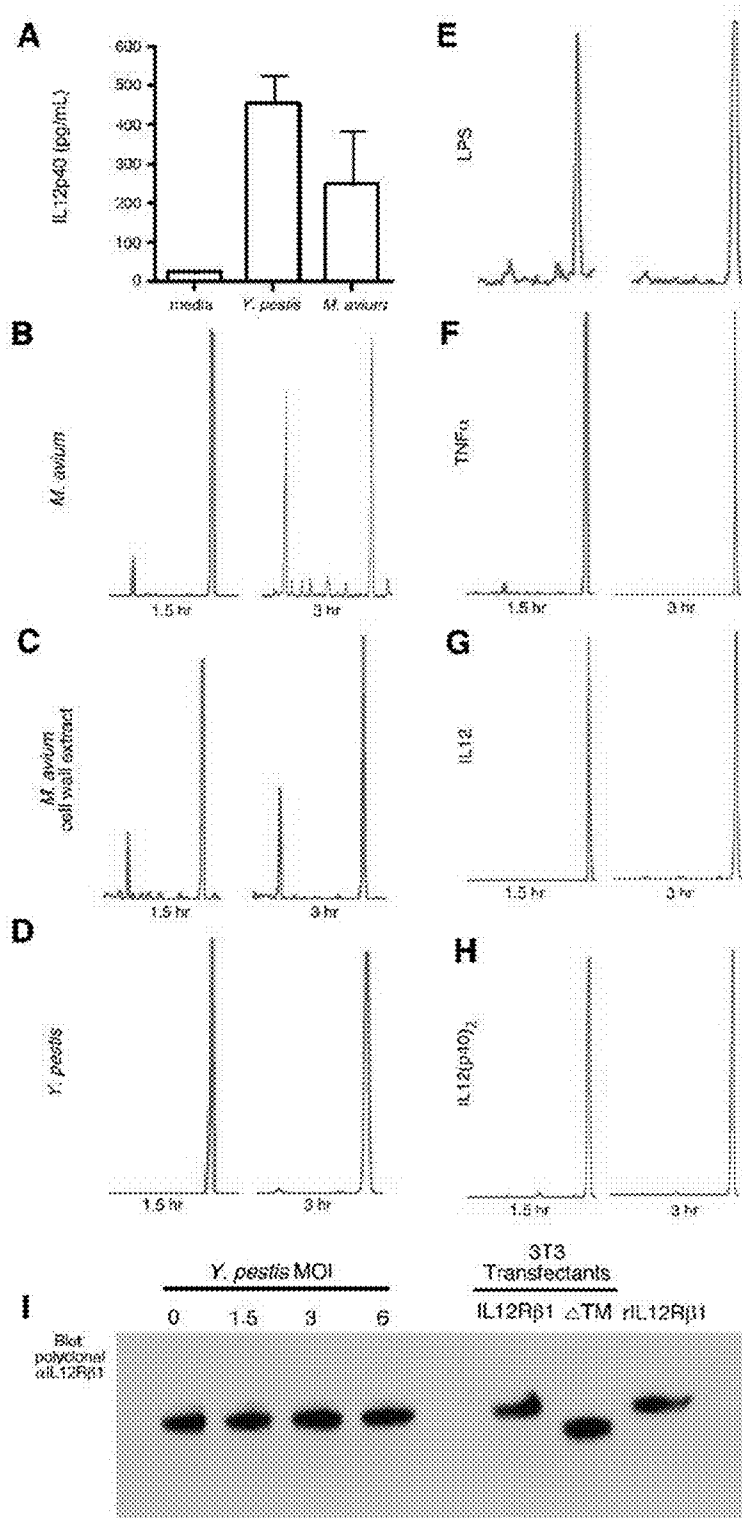 A
IL12p40 (pg/mL)
600
500
400
300
200
100
0
media Y. pestis M. avium
B
M. avium
1.5 hr 3 hr
C
M. avium
cell wall extract
1.5 hr 3 hr
D
Y. pestis
1.5 hr 3 hr
E
LPS
F
TNFα
1.5 hr 3 hr
G
IL12
1.5 hr 3 hr
H
IL12(p40)2
1.5 hr 3 hr
I
Y. pestis MOI
0 1.5 3 6
3T3
Transfectants
IL12Rβ1 △TM rIL12Rβ1
Blot:
polyclonal
αIL12Rβ1